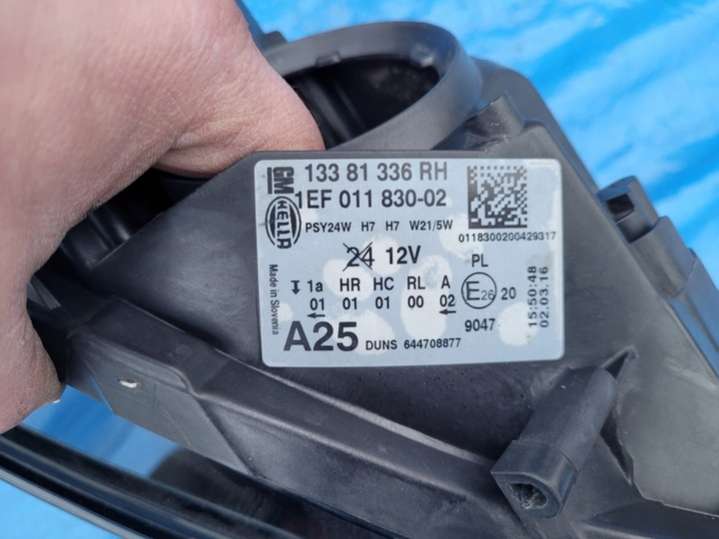 GM 133 81 336 RH
HELLA 1EF 011 830-02
PSY24W H7 H7 W21/5W
0118300200429317
24 12V
PL
1a HR HC RL A
01 01 01 00 02
E26 20
9047
A25 DUNS 644708877
Made in Slovenia
15:50:48
02.03.16